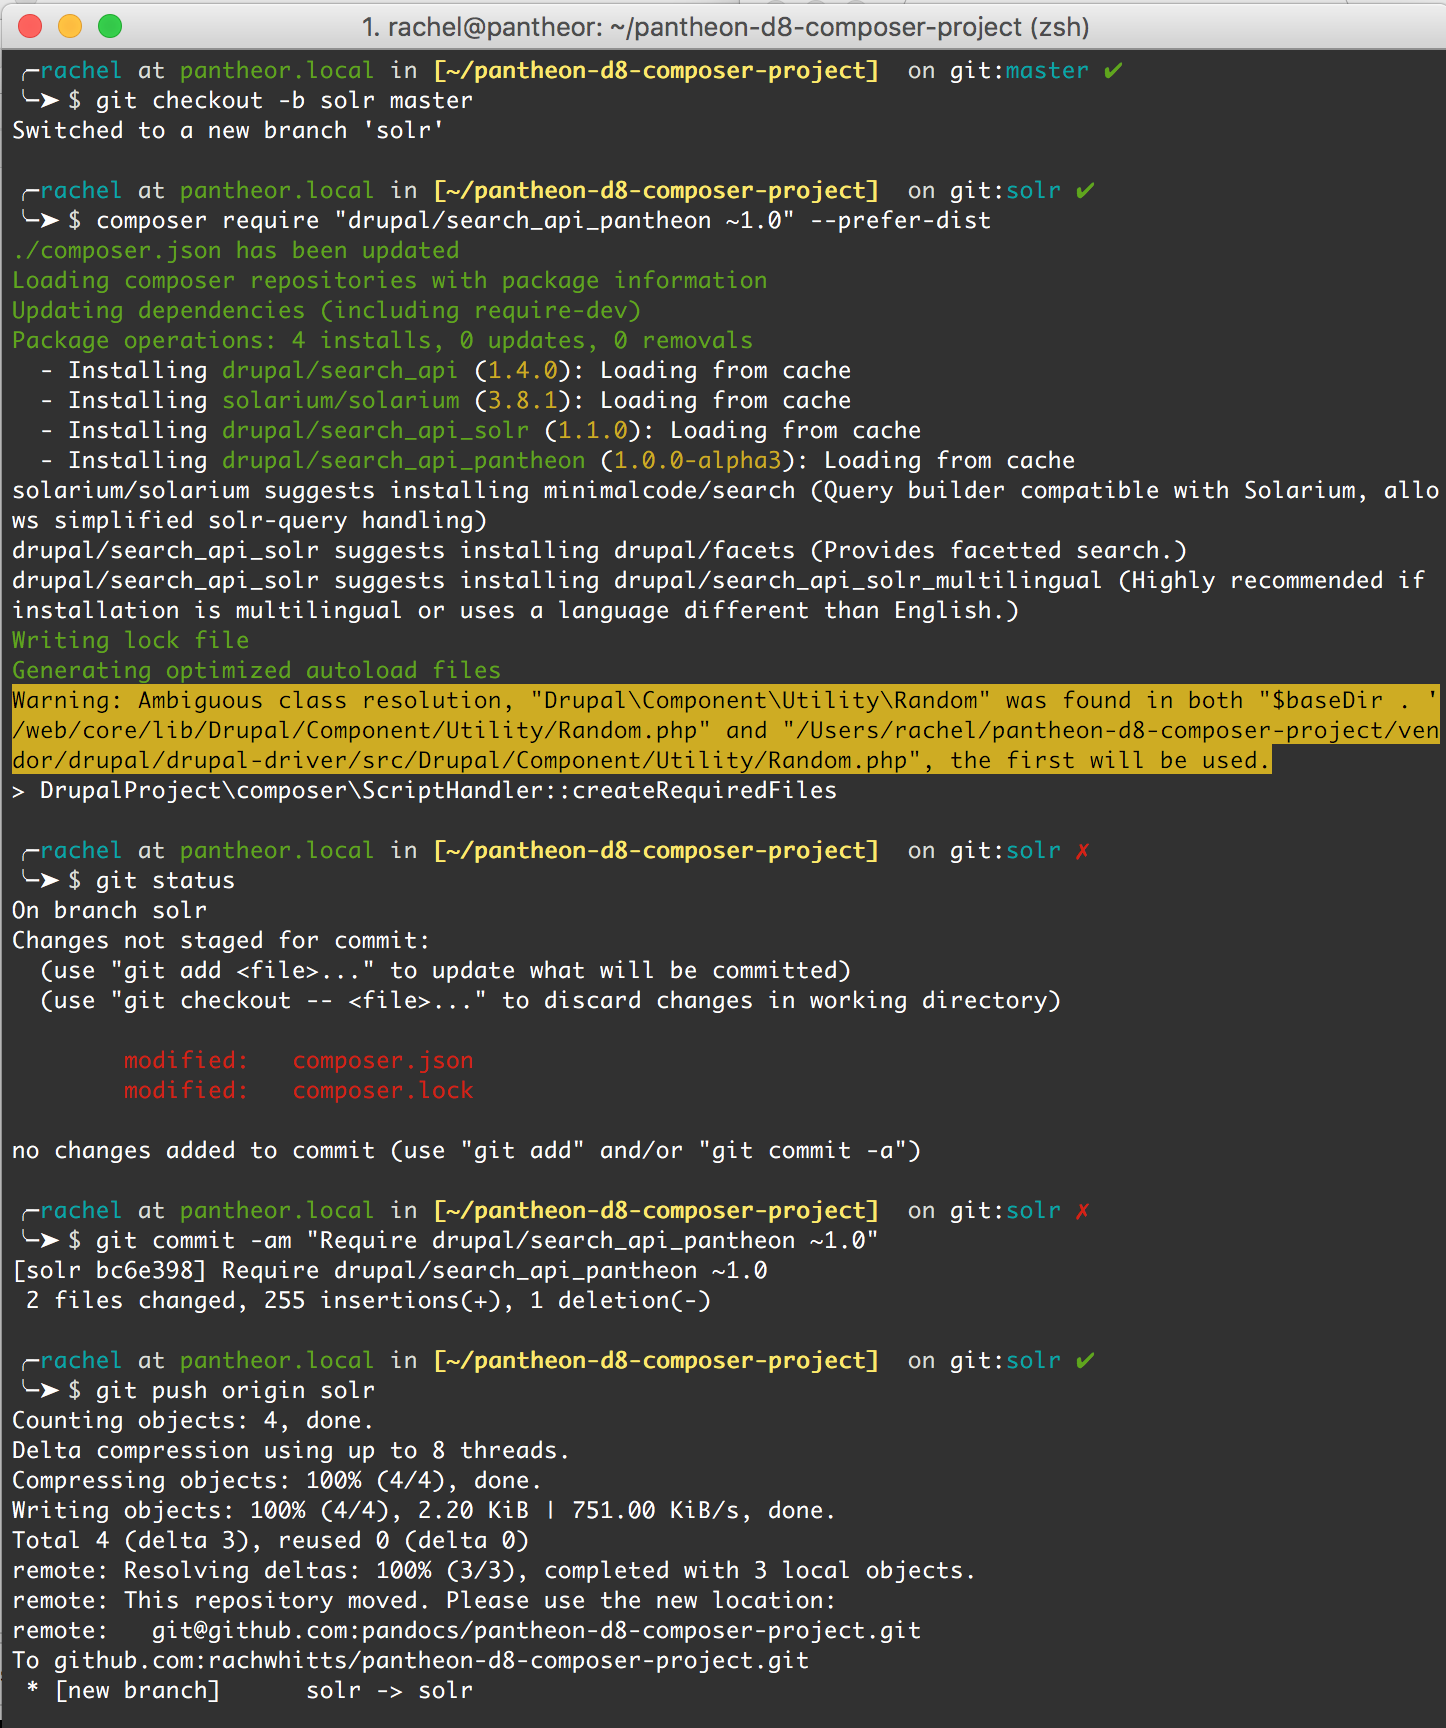 1. rachel@pantheor: ~/pantheon-d8-composer-project (zsh)
╭─rachel at pantheor.local in [~/pantheon-d8-composer-project]  on git:master ✔
╰─➤ $ git checkout -b solr master
Switched to a new branch 'solr'
╭─rachel at pantheor.local in [~/pantheon-d8-composer-project]  on git:solr ✔
╰─➤ $ composer require "drupal/search_api_pantheon ~1.0" --prefer-dist
./composer.json has been updated
Loading composer repositories with package information
Updating dependencies (including require-dev)
Package operations: 4 installs, 0 updates, 0 removals
  - Installing drupal/search_api (1.4.0): Loading from cache
  - Installing solarium/solarium (3.8.1): Loading from cache
  - Installing drupal/search_api_solr (1.1.0): Loading from cache
  - Installing drupal/search_api_pantheon (1.0.0-alpha3): Loading from cache
solarium/solarium suggests installing minimalcode/search (Query builder compatible with Solarium, allo
ws simplified solr-query handling)
drupal/search_api_solr suggests installing drupal/facets (Provides facetted search.)
drupal/search_api_solr suggests installing drupal/search_api_solr_multilingual (Highly recommended if
installation is multilingual or uses a language different than English.)
Writing lock file
Generating optimized autoload files
Warning: Ambiguous class resolution, "Drupal\Component\Utility\Random" was found in both "$baseDir . '
/web/core/lib/Drupal/Component/Utility/Random.php" and "/Users/rachel/pantheon-d8-composer-project/ven
dor/drupal/drupal-driver/src/Drupal/Component/Utility/Random.php", the first will be used.
> DrupalProject\composer\ScriptHandler::createRequiredFiles
╭─rachel at pantheor.local in [~/pantheon-d8-composer-project]  on git:solr ✗
╰─➤ $ git status
On branch solr
Changes not staged for commit:
  (use "git add <file>..." to update what will be committed)
  (use "git checkout -- <file>..." to discard changes in working directory)
        modified:   composer.json
        modified:   composer.lock
no changes added to commit (use "git add" and/or "git commit -a")
╭─rachel at pantheor.local in [~/pantheon-d8-composer-project]  on git:solr ✗
╰─➤ $ git commit -am "Require drupal/search_api_pantheon ~1.0"
[solr bc6e398] Require drupal/search_api_pantheon ~1.0
 2 files changed, 255 insertions(+), 1 deletion(-)
╭─rachel at pantheor.local in [~/pantheon-d8-composer-project]  on git:solr ✔
╰─➤ $ git push origin solr
Counting objects: 4, done.
Delta compression using up to 8 threads.
Compressing objects: 100% (4/4), done.
Writing objects: 100% (4/4), 2.20 KiB | 751.00 KiB/s, done.
Total 4 (delta 3), reused 0 (delta 0)
remote: Resolving deltas: 100% (3/3), completed with 3 local objects.
remote: This repository moved. Please use the new location:
remote:   git@github.com:pandocs/pantheon-d8-composer-project.git
To github.com:rachwhitts/pantheon-d8-composer-project.git
 * [new branch]      solr -> solr